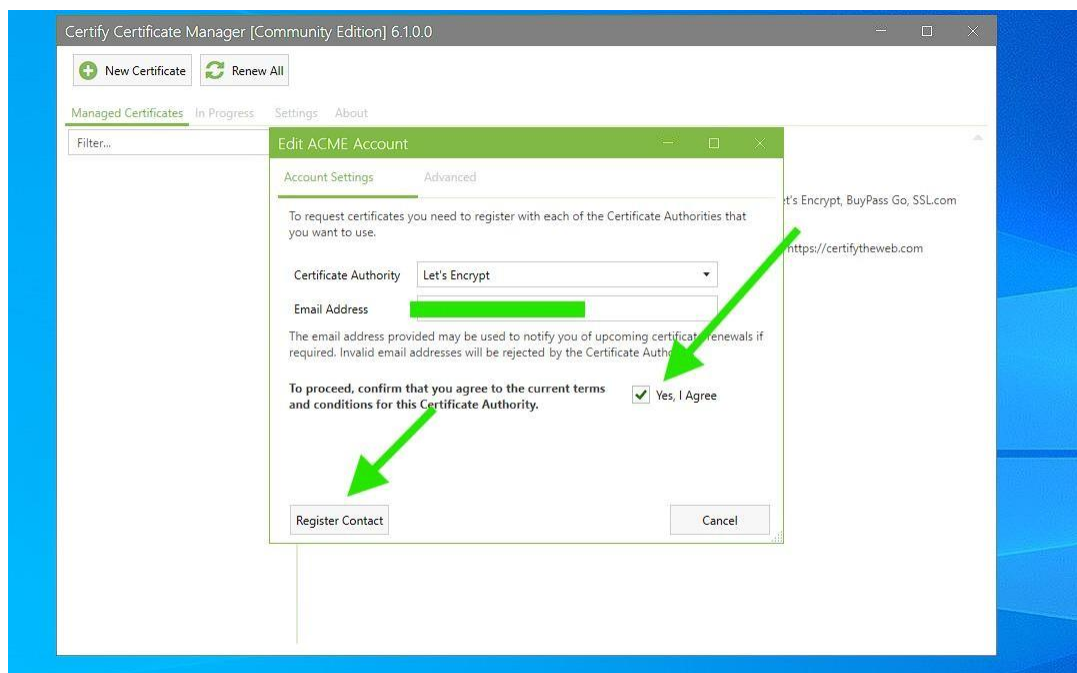 Certify Certificate Manager [Community Edition] 6.1.0.0
New Certificate
Renew All
Managed Certificates
In Progress
Settings
About
Filter...
Edit ACME Account
Account Settings
Advanced
To request certificates you need to register with each of the Certificate Authorities that
you want to use.
Certificate Authority
Let's Encrypt
Email Address
The email address provided may be used to notify you of upcoming certificate renewals if
required. Invalid email addresses will be rejected by the Certificate
To proceed, confirm that you agree to the current terms
and conditions for this Certificate Authority.
Yes, I Agree
Register Contact
Cancel
Encrypt, BuyPass Go, SSL.com
https://certifytheweb.com